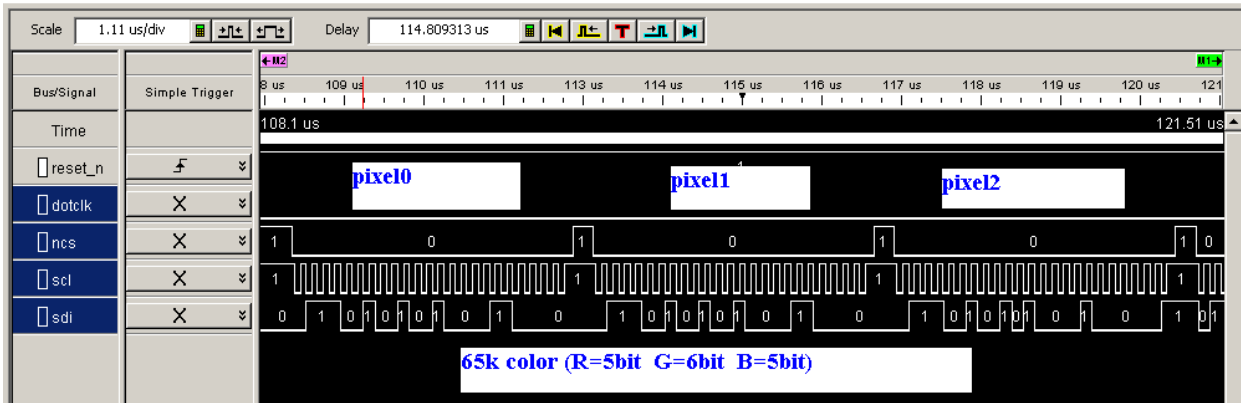 Scale 1.11 us/div Delay 114.809313 us T
M2 M1
Bus/Signal Simple Trigger 8 us 109 us 110 us 111 us 113 us 114 us 115 us 116 us 117 us 118 us 119 us 120 us 121
Time 108.1 us 121.51 us
reset_n 1
pixel0 pixel1 pixel2
dotclk X
ncs X 1 0 1 0 1 0 1 0
scl X 1 1 1 1
sdi X 0 1 0 1 0 1 0 1 0 1 0 1 0 1 0 1 0 1 0 1 0 1 0 1 0 1 0 1 0 1 0 1
65k color (R=5bit G=6bit B=5bit)